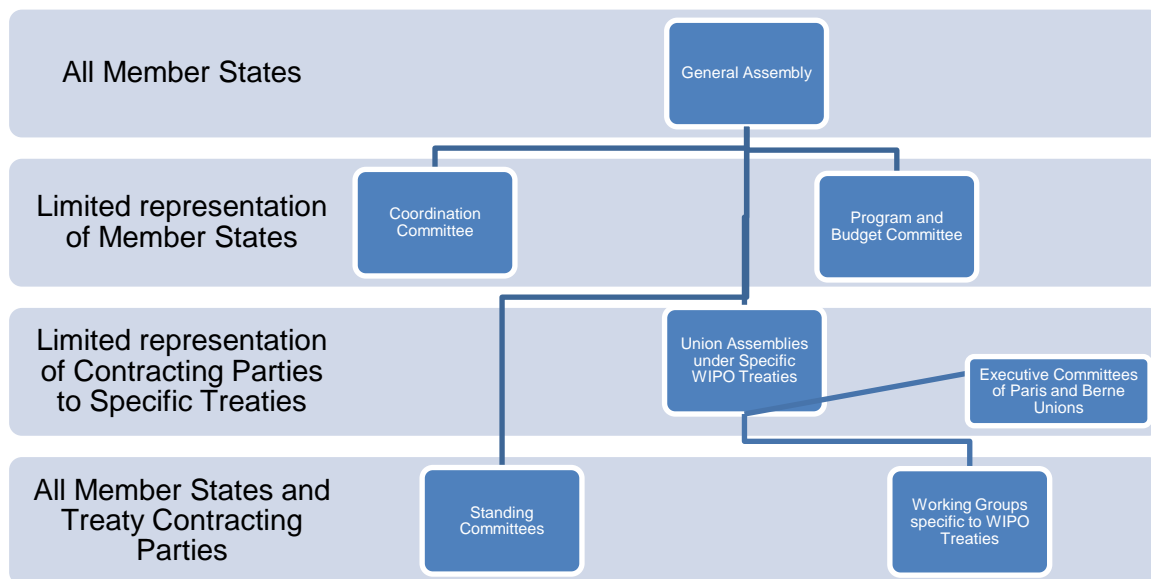 All Member States
General Assembly
Limited representation
of Member States
Coordination
Committee
Program and
Budget Committee
Limited representation
of Contracting Parties
to Specific Treaties
Union Assemblies
under Specific
WIPO Treaties
Executive Committees
of Paris and Berne
Unions
All Member States and
Treaty Contracting
Parties
Standing
Committees
Working Groups
specific to WIPO
Treaties